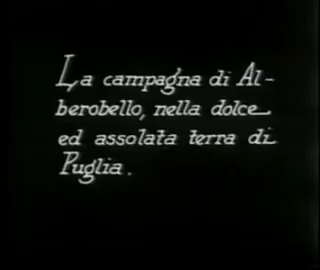 La campagna di Al-
berobello, nella dolce
ed assolata terra di
Puglia.